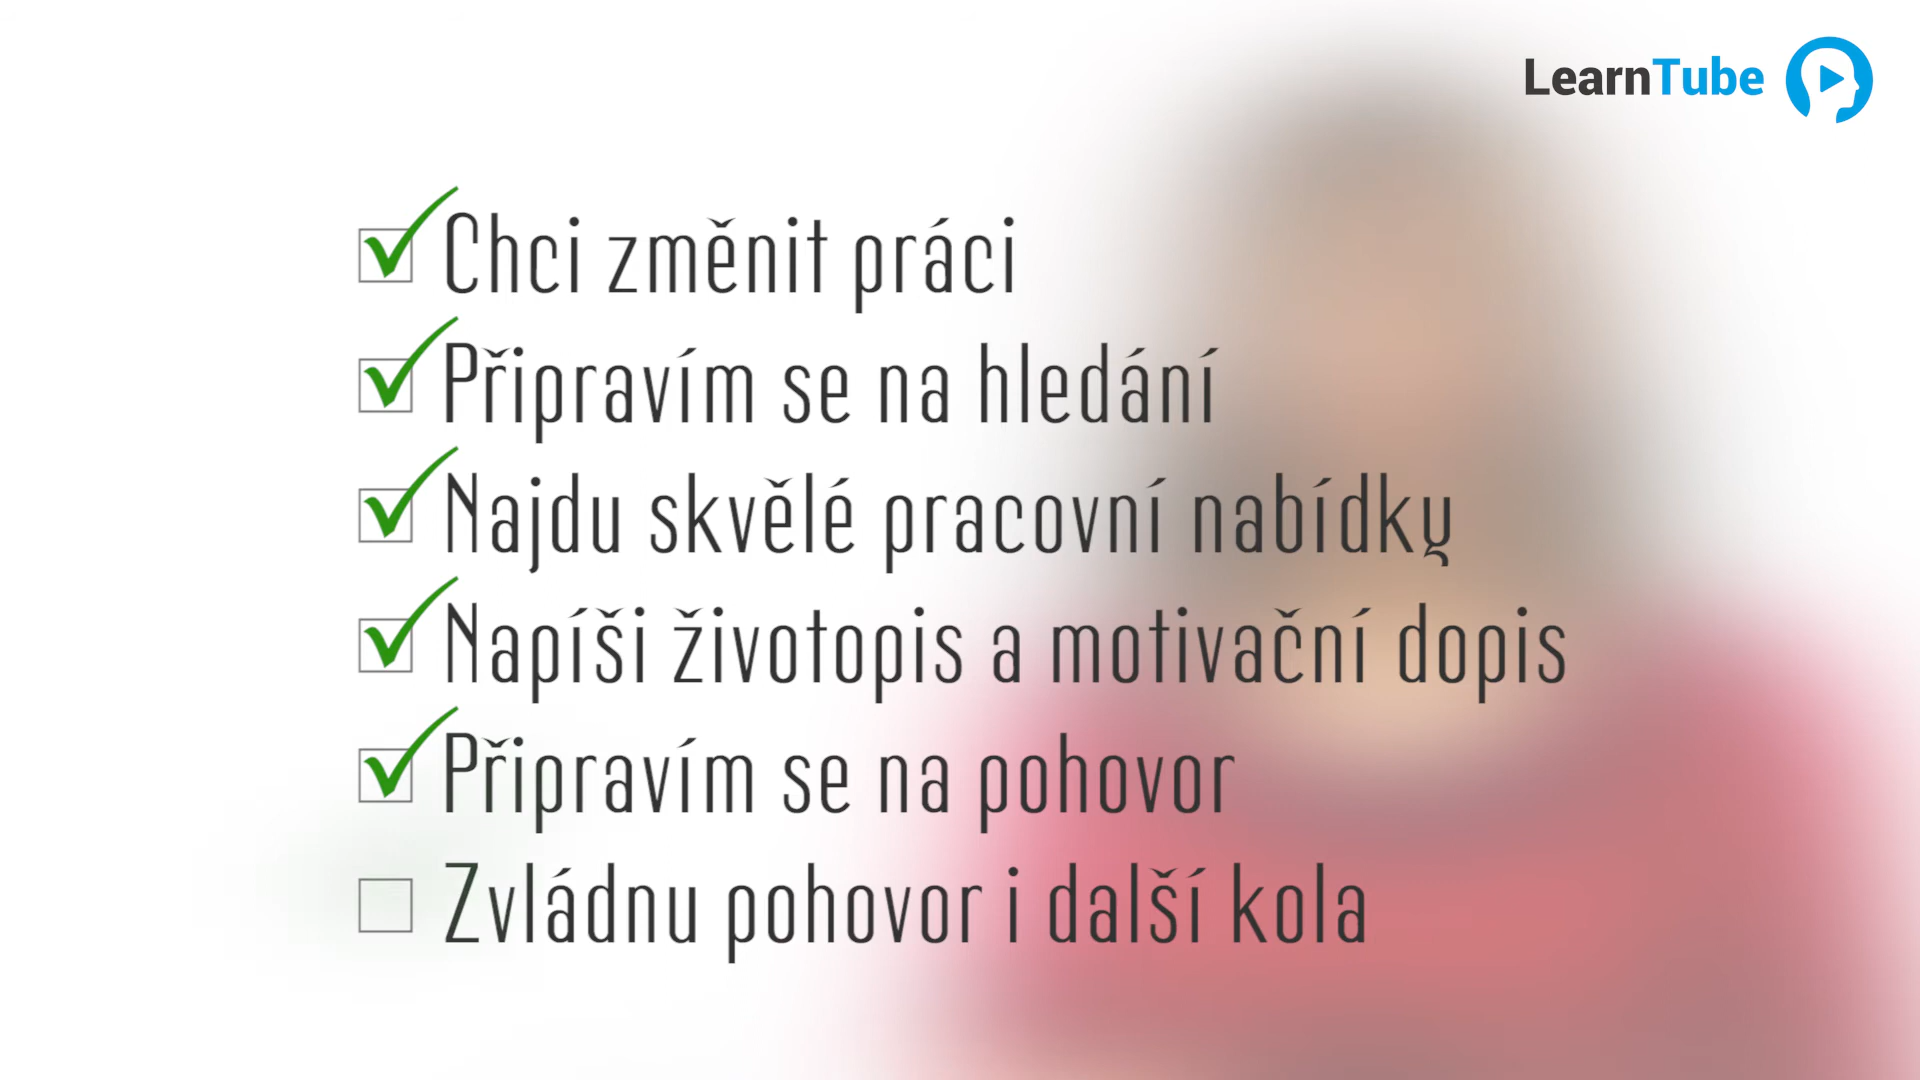 LearnTube
Chci změnit práci
Připravím se na hledání
Najdu skvělé pracovní nabídky
Napíši životopis a motivační dopis
Připravím se na pohovor
Zvládnu pohovor i další kola